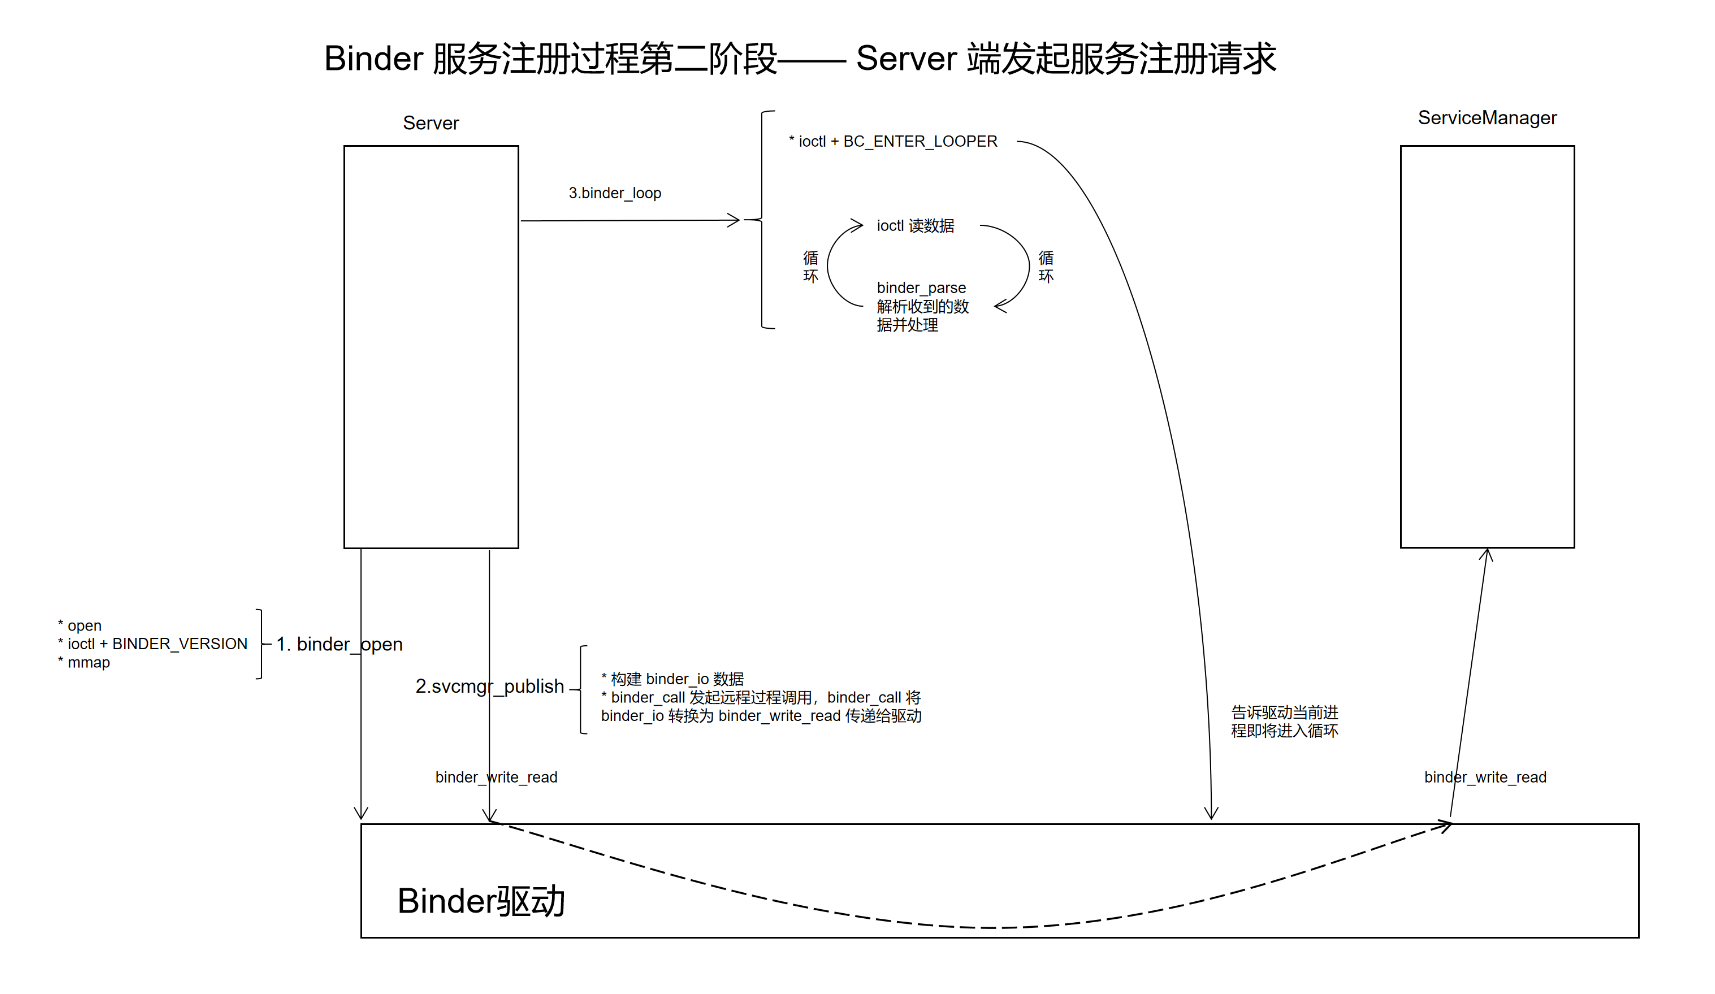 Binder 服务注册过程第二阶段—— Server 端发起服务注册请求
Server
ServiceManager
* ioctl + BC_ENTER_LOOPER
3.binder_loop
ioctl 读数据
循
环
循
环
binder_parse
解析收到的数
据并处理
* open
* ioctl + BINDER_VERSION
* mmap
1. binder_open
2.svcmgr_publish
* 构建 binder_io 数据
* binder_call 发起远程过程调用，binder_call 将
binder_io 转换为 binder_write_read 传递给驱动
告诉驱动当前进
程即将进入循环
binder_write_read
binder_write_read
Binder驱动